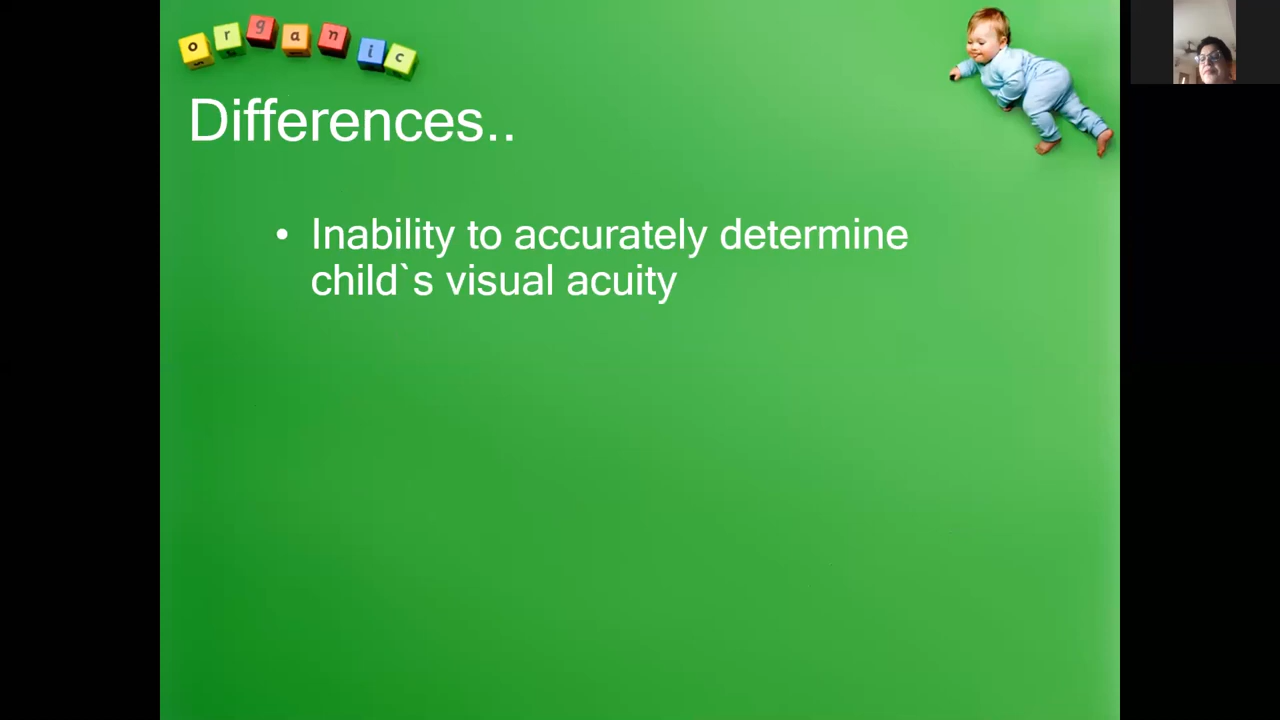 organic
Differences..
• Inability to accurately determine
child`s visual acuity